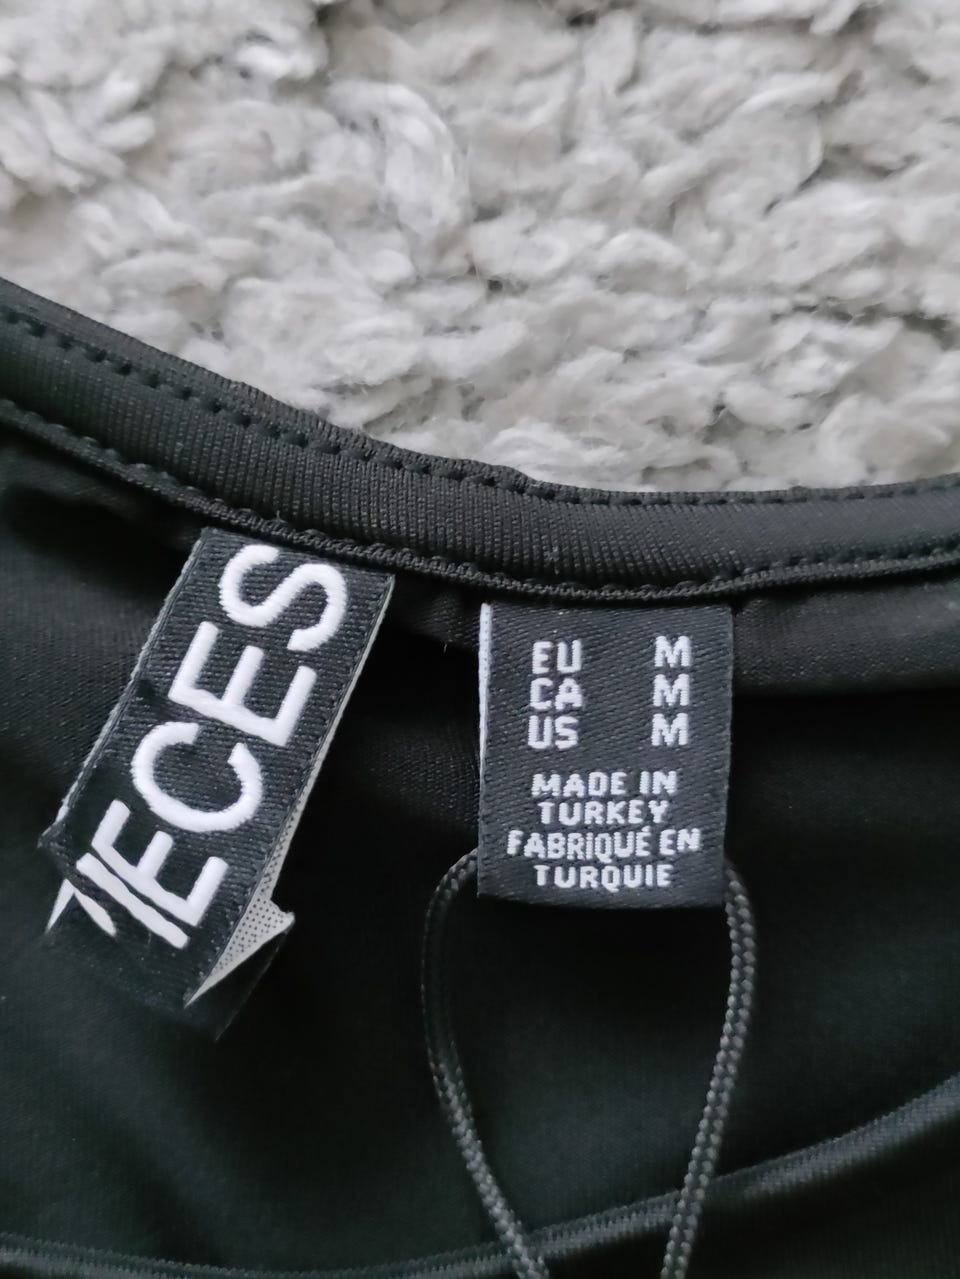 IECES
EU M
CA M
US M
MADE IN
TURKEY
FABRIQUÉ EN
TURQUIE